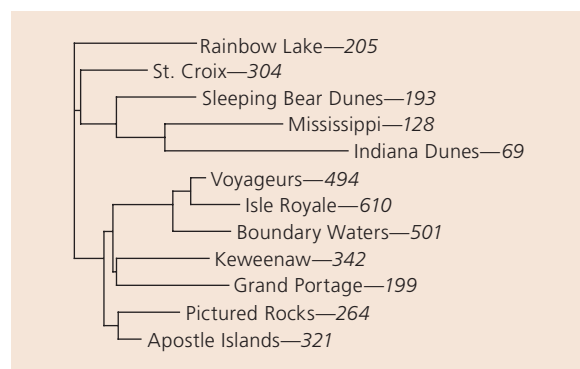 Rainbow Lake—205
St. Croix—304
Sleeping Bear Dunes—193
Mississippi—128
Indiana Dunes—69
Voyageurs—494
Isle Royale—610
Boundary Waters—501
Keweenaw—342
Grand Portage—199
Pictured Rocks—264
Apostle Islands—321